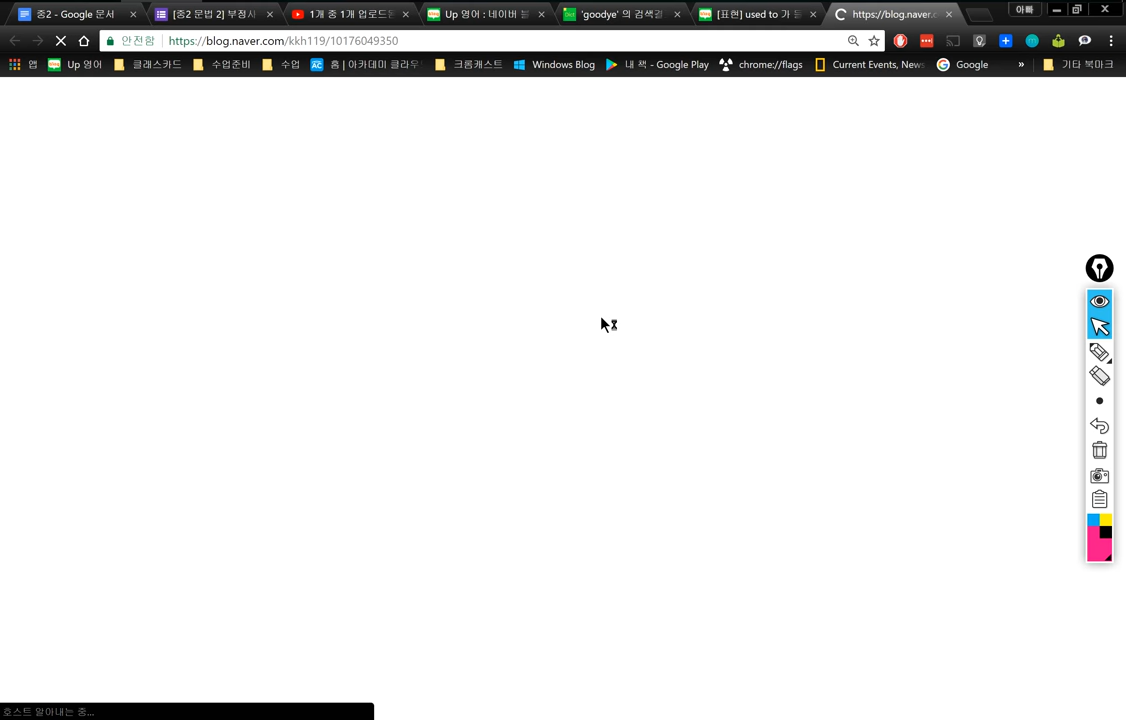 중2 - Google 문서
[중2 문법 2] 부정사
1개 중 1개 업로드됨
Up 영어 : 네이버 블
'goodye' 의 검색결
[표현] used to 가 들
https://blog.naver.c
아빠
안전함 https://blog.naver.com/kkh119/10176049350
앱
Up 영어
클래스카드
수업준비
수업
홈 | 아카데미 클라우
크롬캐스트
Windows Blog
내 책 - Google Play
chrome://flags
Current Events, News
Google
»
기타 북마크
호스트 알아내는 중...